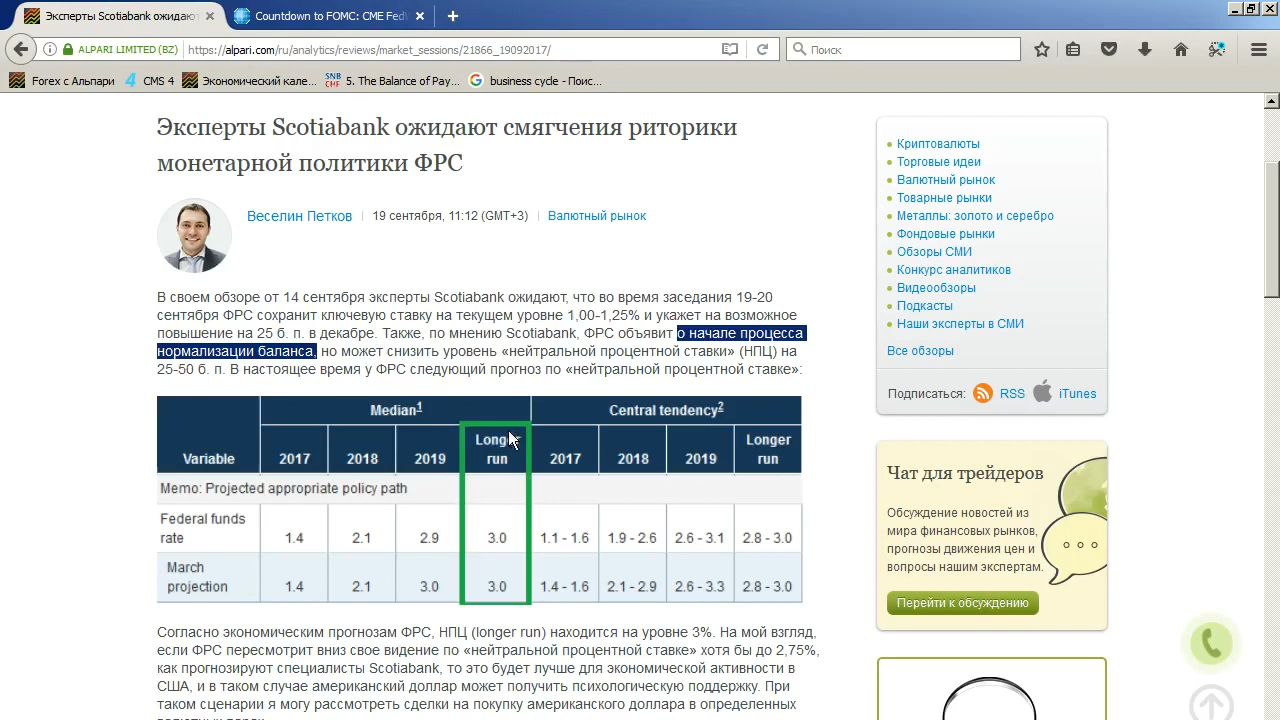 Эксперты Scotiabank ожидают
Countdown to FOMC: CME Fed
ALPARI LIMITED (BZ)
https://alpari.com/ru/analytics/reviews/market_sessions/21866_19092017/
Поиск
Forex с Альпари
CMS 4
Экономический кале...
SNB
5. The Balance of Pay...
business cycle - Поис...
Эксперты Scotiabank ожидают смягчения риторики
монетарной политики ФРС
Веселин Петков
19 сентября, 11:12 (GMT+3)
Валютный рынок
В своем обзоре от 14 сентября эксперты Scotiabank ожидают, что во время заседания 19-20
сентября ФРС сохранит ключевую ставку на текущем уровне 1,00-1,25% и укажет на возможное
повышение на 25 б. п. в декабре. Также, по мнению Scotiabank, ФРС объявит о начале процесса
нормализации баланса, но может снизить уровень «нейтральной процентной ставки» (НПЦ) на
25-50 б. п. В настоящее время у ФРС следующий прогноз по «нейтральной процентной ставке»:
Median1 Central tendency2
Variable 2017 2018 2019 Longer run 2017 2018 2019 Longer run
Memo: Projected appropriate policy path
Federal funds rate 1.4 2.1 2.9 3.0 1.1 - 1.6 1.9 - 2.6 2.6 - 3.1 2.8 - 3.0
March projection 1.4 2.1 3.0 3.0 1.4 - 1.6 2.1 - 2.9 2.6 - 3.3 2.8 - 3.0
Согласно экономическим прогнозам ФРС, НПЦ (longer run) находится на уровне 3%. На мой взгляд,
если ФРС пересмотрит вниз свое видение по «нейтральной процентной ставке» хотя бы до 2,75%,
как прогнозируют специалисты Scotiabank, то это будет лучше для экономической активности в
США, и в таком случае американский доллар может получить психологическую поддержку. При
таком сценарии я могу рассмотреть сделки на покупку американского доллара в определенных
Криптовалюты
Торговые идеи
Валютный рынок
Товарные рынки
Металлы: золото и серебро
Фондовые рынки
Обзоры СМИ
Конкурс аналитиков
Видеообзоры
Подкасты
Наши эксперты в СМИ
Все обзоры
Подписаться: RSS iTunes
Чат для трейдеров
Обсуждение новостей из
мира финансовых рынков,
прогнозы движения цен и
вопросы нашим экспертам.
Перейти к обсуждению